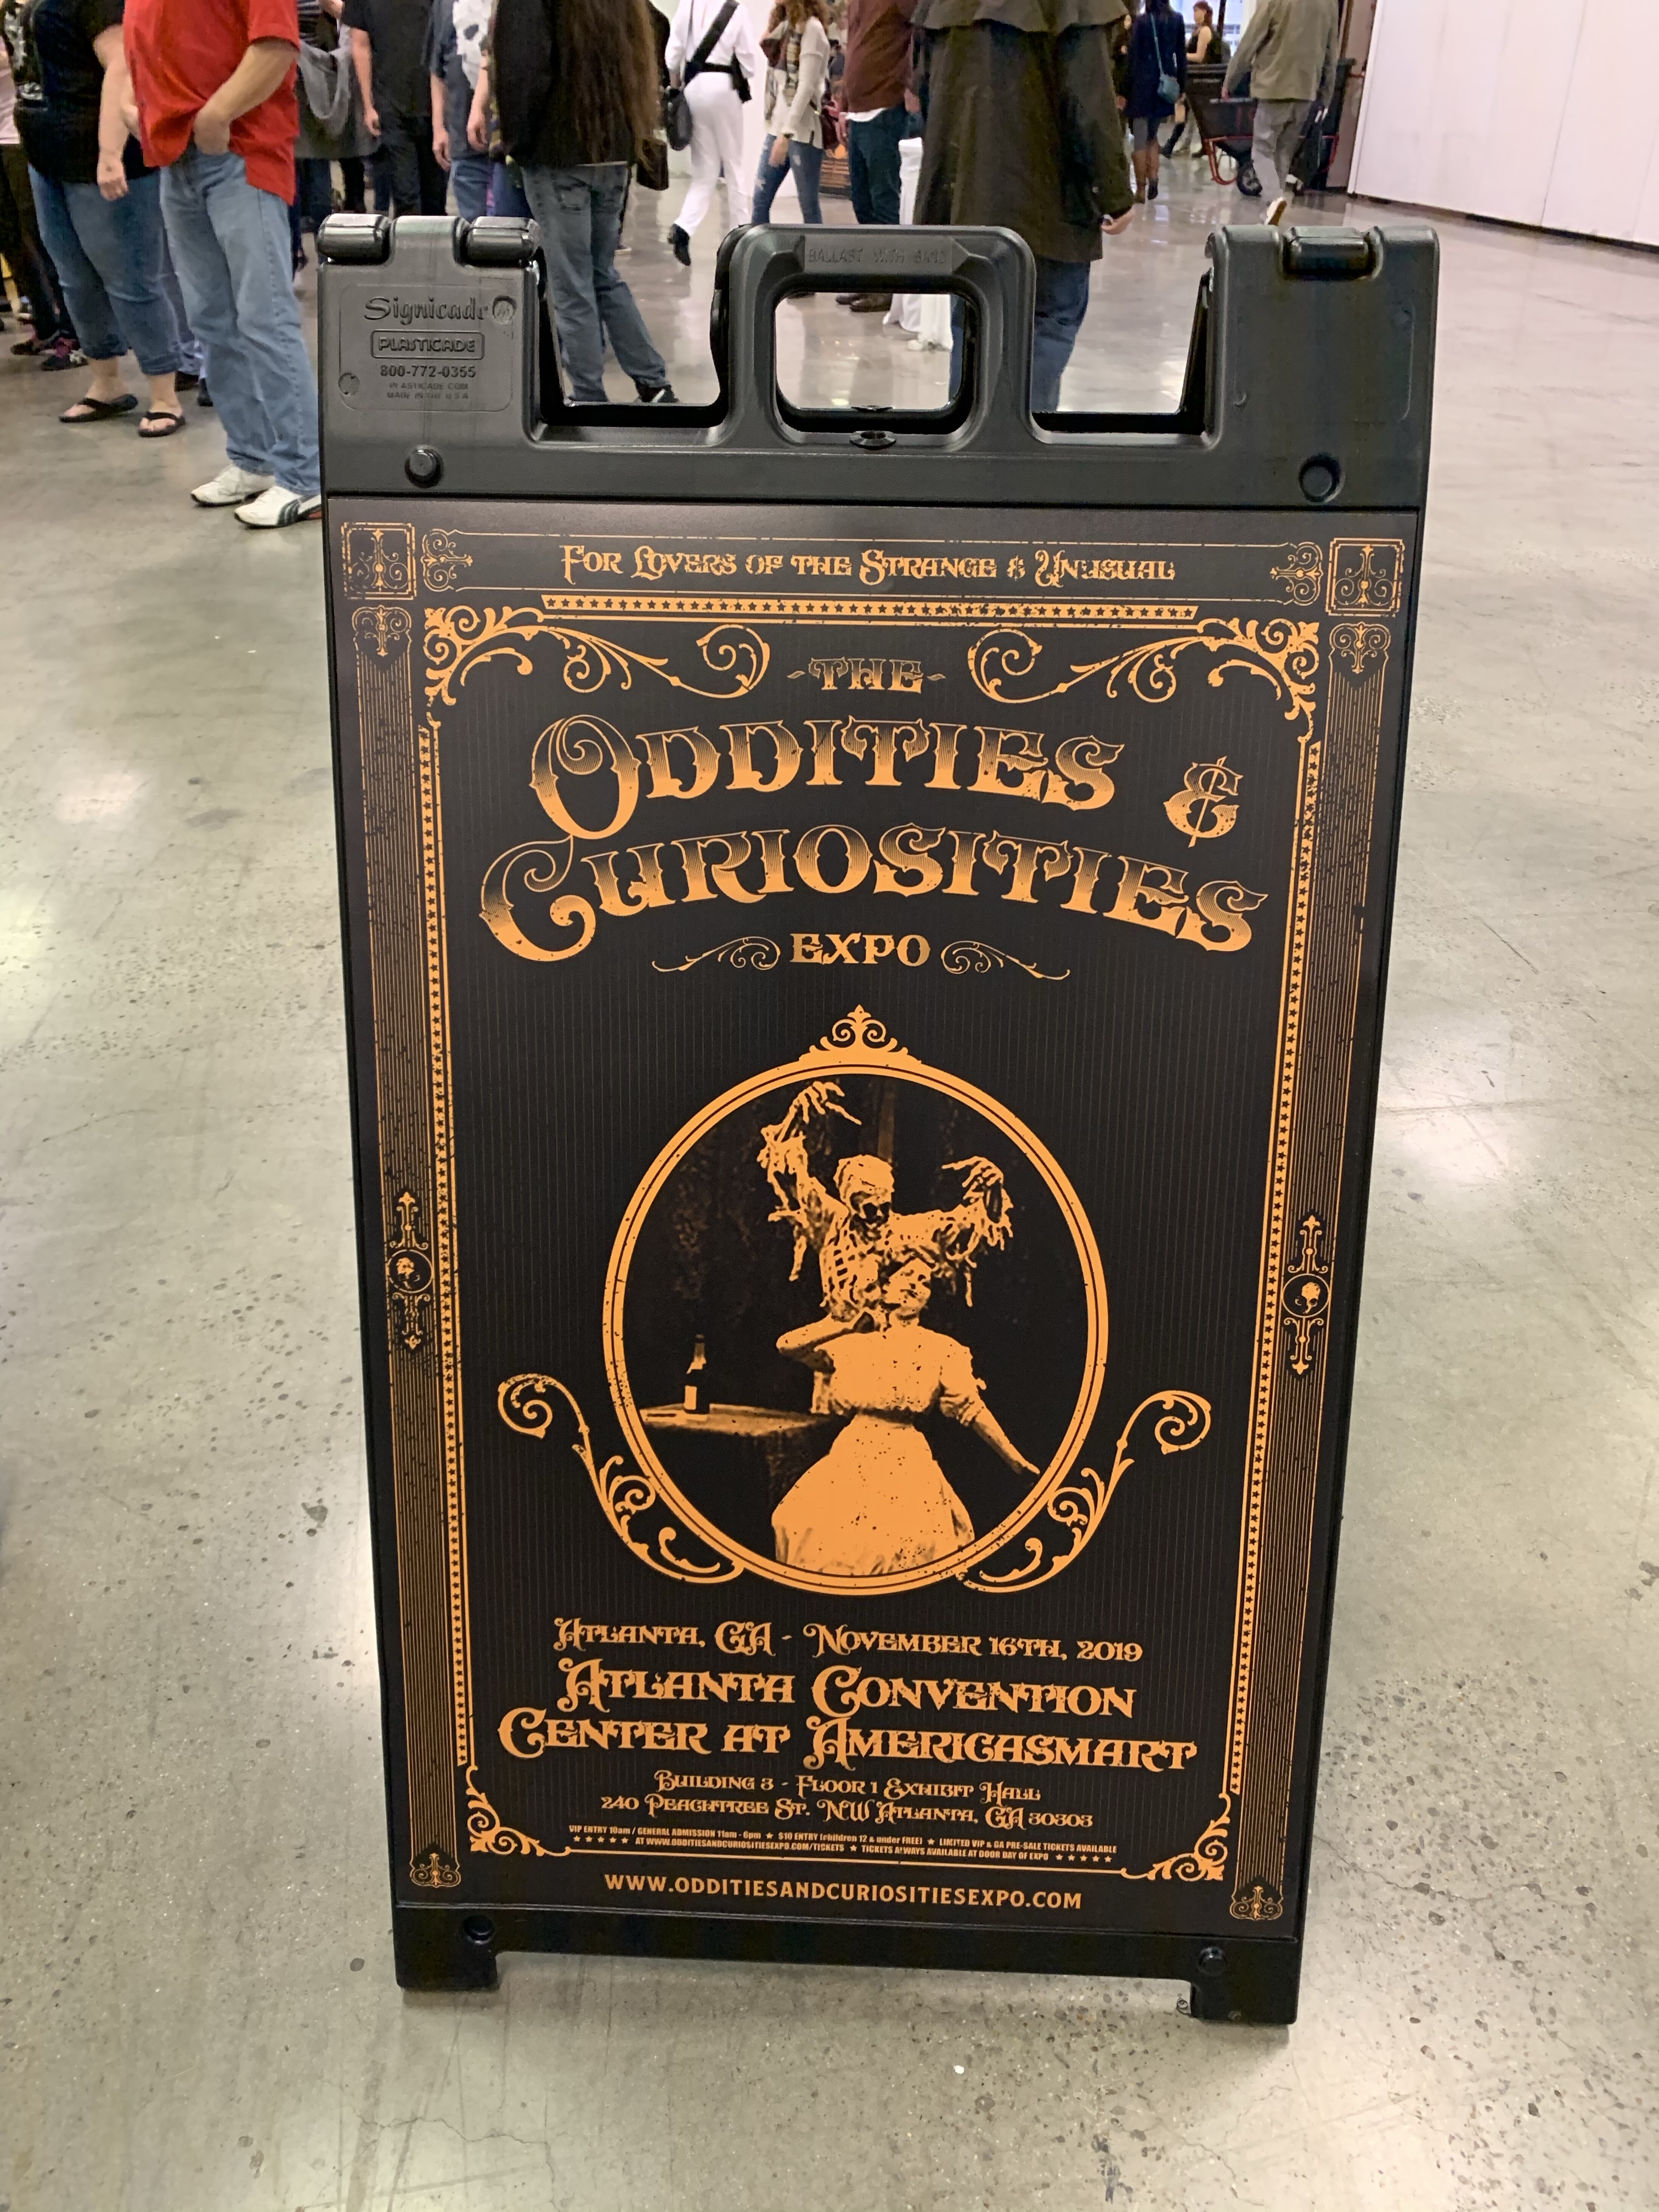 BALLAST WITH SAND
Signicade
PLASTICADE
800-772-0355
PLASTICADE.COM
MADE IN THE U.S.A
For Lovers of the Strange & Unusual
-THE-
ODDITIES &
CURIOSITIES
EXPO
Atlanta, GA - November 16th, 2019
Atlanta Convention
Center at AmericasMart
Building 3 - Floor 1 Exhibit Hall
240 Peachtree St. NW Atlanta, GA 30303
VIP ENTRY 10am / GENERAL ADMISSION 11am - 6pm ★ $10 ENTRY (children 12 & under FREE) ★ LIMITED VIP & GA PRE-SALE TICKETS AVAILABLE
★ ★ ★ ★ ★ AT WWW.ODDITIESANDCURIOSITIESEXPO.COM/TICKETS ★ TICKETS ALWAYS AVAILABLE AT DOOR DAY OF EXPO ★ ★ ★ ★ ★
WWW.ODDITIESANDCURIOSITIESEXPO.COM